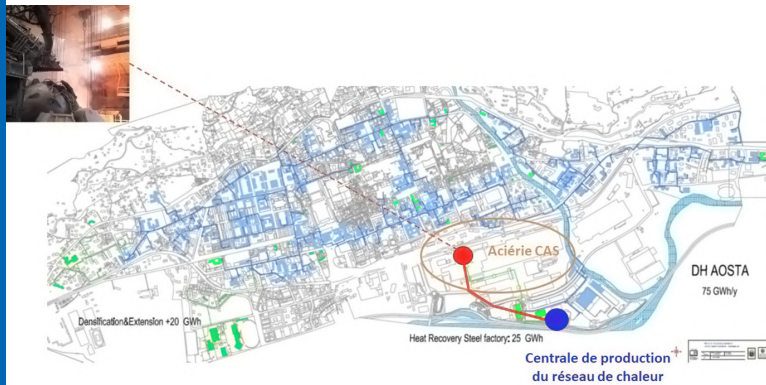 Aciérie CAS
DH AOSTA
75 GWh/y
Densification&Extension +20 GWh
Heat Recovery Steel factory: 25 GWh
Centrale de production
du réseau de chaleur